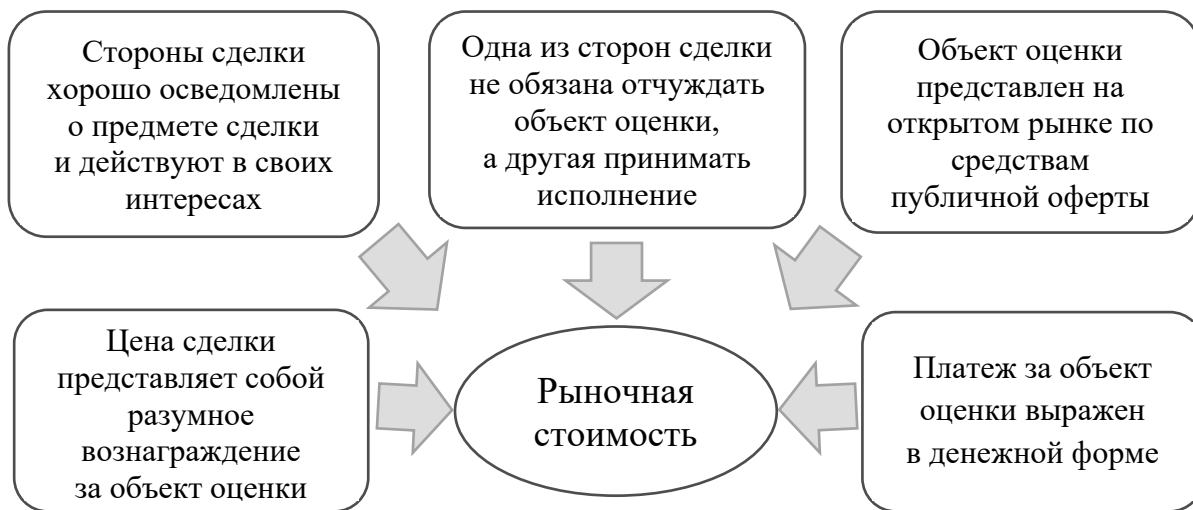 Стороны сделки
хорошо осведомлены
о предмете сделки
и действуют в своих
интересах
Одна из сторон сделки
не обязана отчуждать
объект оценки,
а другая принимать
исполнение
Объект оценки
представлен на
открытом рынке по
средствам
публичной оферты
Цена сделки
представляет собой
разумное
вознаграждение
за объект оценки
Рыночная
стоимость
Платеж за объект
оценки выражен
в денежной форме